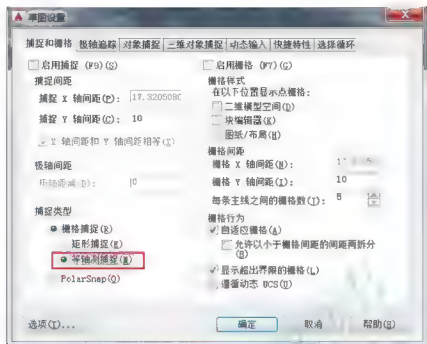 草图设置
捕捉和栅格 极轴追踪 对象捕捉 三维对象捕捉 动态输入 快捷特性 选择循环
启用捕捉 (F9)(S)
启用栅格 (F7)(G)
捕捉间距
捕捉 X 轴间距(P): 17.320508C
捕捉 Y 轴间距(C): 10
X 轴间距和 Y 轴间距相等(X)
极轴间距
极轴距离(D): 0
捕捉类型
栅格捕捉(R)
矩形捕捉(E)
等轴测捕捉(M)
PolarSnap(O)
栅格样式
在以下位置显示点栅格:
二维模型空间(D)
块编辑器(K)
图纸/布局(H)
栅格间距
栅格 X 轴间距(N):
栅格 Y 轴间距(I): 10
每条主线之间的栅格数(J): 5
栅格行为
自适应栅格(A)
允许以小于栅格间距的间距再拆分
(B)
显示超出界限的栅格(L)
遵循动态 UCS(U)
选项(T)... 确定 取消 帮助(H)